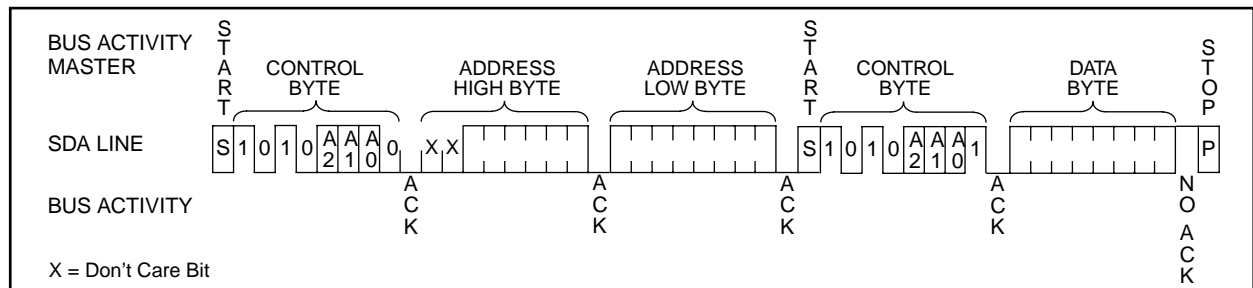 BUS ACTIVITY
MASTER
START
CONTROL
BYTE
ADDRESS
HIGH BYTE
ADDRESS
LOW BYTE
START
CONTROL
BYTE
DATA
BYTE
STOP
SDA LINE
S 1 0 1 0 A2 A1 A0 0 X X S 1 0 1 0 A2 A1 A0 1 P
BUS ACTIVITY
ACK
ACK
ACK
ACK
NO ACK
X = Don't Care Bit